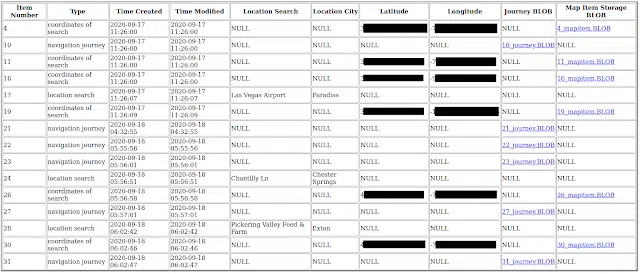 Item Number Type Time Created Time Modified Location Search Location City Latitude Longitude Journey BLOB Map Item Storage BLOB
4 coordinates of search 2020-09-17 11:26:00 2020-09-17 11:26:00 NULL NULL NULL 4_mapitem.BLOB
10 navigation journey 2020-09-17 11:26:00 2020-09-17 11:26:00 NULL NULL NULL NULL 10_journey.BLOB NULL
11 coordinates of search 2020-09-17 11:26:00 2020-09-17 11:26:00 NULL NULL NULL 11_mapitem.BLOB
16 coordinates of search 2020-09-17 11:26:00 2020-09-17 11:26:00 NULL NULL NULL 16_mapitem.BLOB
17 location search 2020-09-17 11:26:07 2020-09-17 11:26:07 Las Vegas Airport Paradise NULL NULL NULL NULL
19 coordinates of search 2020-09-17 11:26:09 2020-09-17 11:26:09 NULL NULL NULL 19_mapitem.BLOB
21 navigation journey 2020-09-18 04:32:55 2020-09-18 04:32:55 NULL NULL NULL NULL 21_journey.BLOB NULL
22 navigation journey 2020-09-18 05:55:56 2020-09-18 05:55:56 NULL NULL NULL NULL 22_journey.BLOB NULL
23 navigation journey 2020-09-18 05:56:01 2020-09-18 05:56:01 NULL NULL NULL NULL 23_journey.BLOB NULL
24 location search 2020-09-18 05:56:51 2020-09-18 05:56:51 Chantilly Ln Chester Springs NULL NULL NULL NULL
26 coordinates of search 2020-09-18 05:56:58 2020-09-18 05:56:58 NULL NULL NULL 26_mapitem.BLOB
27 navigation journey 2020-09-18 05:57:01 2020-09-18 05:57:01 NULL NULL NULL NULL 27_journey.BLOB NULL
28 location search 2020-09-18 06:02:42 2020-09-18 06:02:42 Pickering Valley Feed & Farm Exton NULL NULL NULL NULL
30 coordinates of search 2020-09-18 06:02:46 2020-09-18 06:02:46 NULL NULL NULL 30_mapitem.BLOB
31 navigation journey 2020-09-18 06:02:47 2020-09-18 06:02:47 NULL NULL NULL NULL 31_journey.BLOB NULL